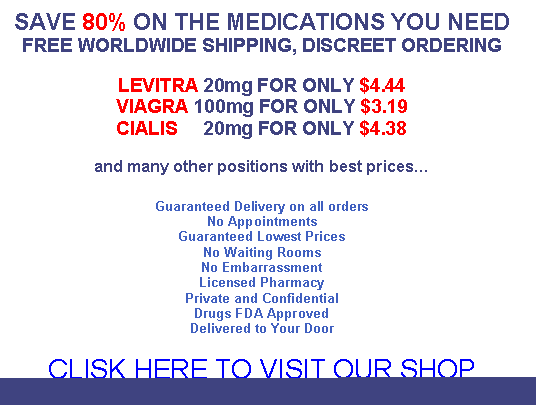 SAVE 80% ON THE MEDICATIONS YOU NEED
FREE WORLDWIDE SHIPPING, DISCREET ORDERING
LEVITRA 20mg FOR ONLY $4.44
VIAGRA 100mg FOR ONLY $3.19
CIALIS 20mg FOR ONLY $4.38
and many other positions with best prices...
Guaranteed Delivery on all orders
No Appointments
Guaranteed Lowest Prices
No Waiting Rooms
No Embarrassment
Licensed Pharmacy
Private and Confidential
Drugs FDA Approved
Delivered to Your Door
CLISK HERE TO VISIT OUR SHOP